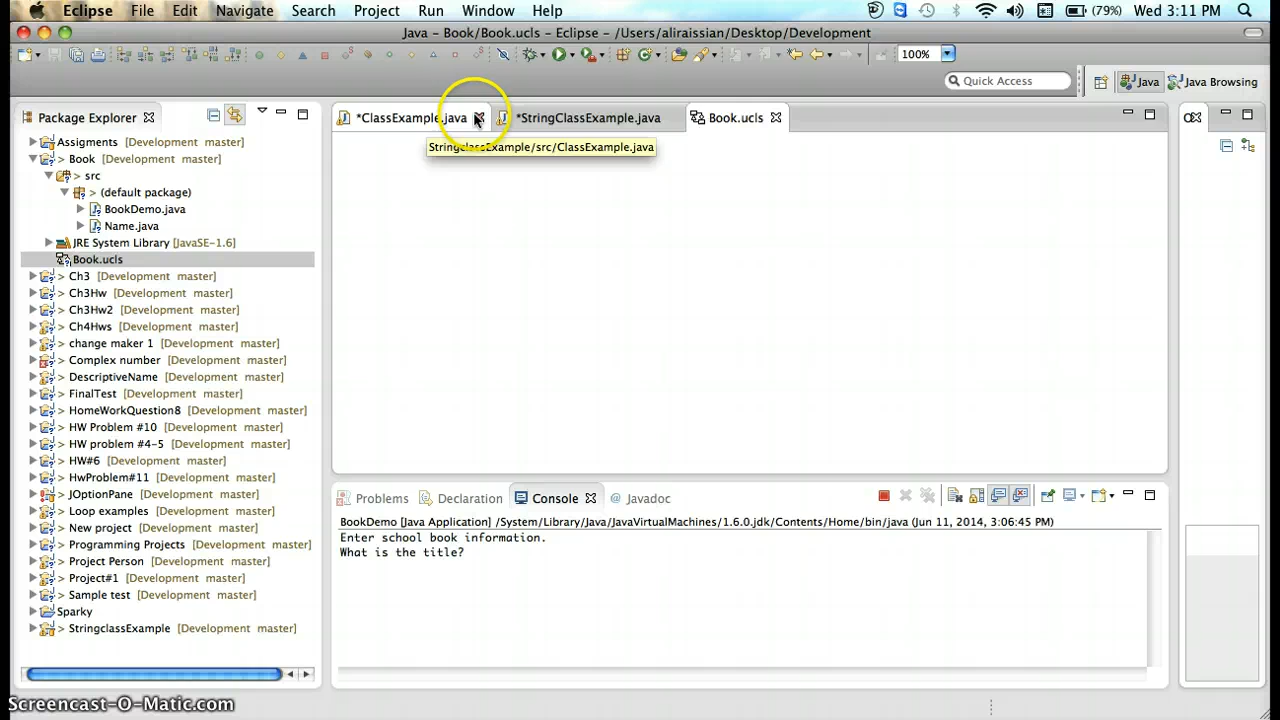 Eclipse File Edit Navigate Search Project Run Window Help (79%) Wed 3:11 PM
Java - Book/Book.ucls - Eclipse - /Users/aliraissian/Desktop/Development
100%
Quick Access Java Java Browsing
Package Explorer
*ClassExample.java *StringClassExample.java Book.ucls
StringclassExample/src/ClassExample.java
Assigments [Development master]
> Book [Development master]
> src
> (default package)
BookDemo.java
Name.java
JRE System Library [JavaSE-1.6]
Book.ucls
> Ch3 [Development master]
> Ch3Hw [Development master]
> Ch3Hw2 [Development master]
> Ch4Hws [Development master]
> change maker 1 [Development master]
> Complex number [Development master]
> DescriptiveName [Development master]
> FinalTest [Development master]
> HomeWorkQuestion8 [Development master]
> HW Problem #10 [Development master]
> HW problem #4-5 [Development master]
> HW#6 [Development master]
> HwProblem#11 [Development master]
> JOptionPane [Development master]
> Loop examples [Development master]
> New project [Development master]
> Programming Projects [Development master]
> Project Person [Development master]
> Project#1 [Development master]
> Sample test [Development master]
Sparky
> StringclassExample [Development master]
Problems Declaration Console @ Javadoc
BookDemo [Java Application] /System/Library/Java/JavaVirtualMachines/1.6.0.jdk/Contents/Home/bin/java (Jun 11, 2014, 3:06:45 PM)
Enter school book information.
What is the title?
Screencast-O-Matic.com